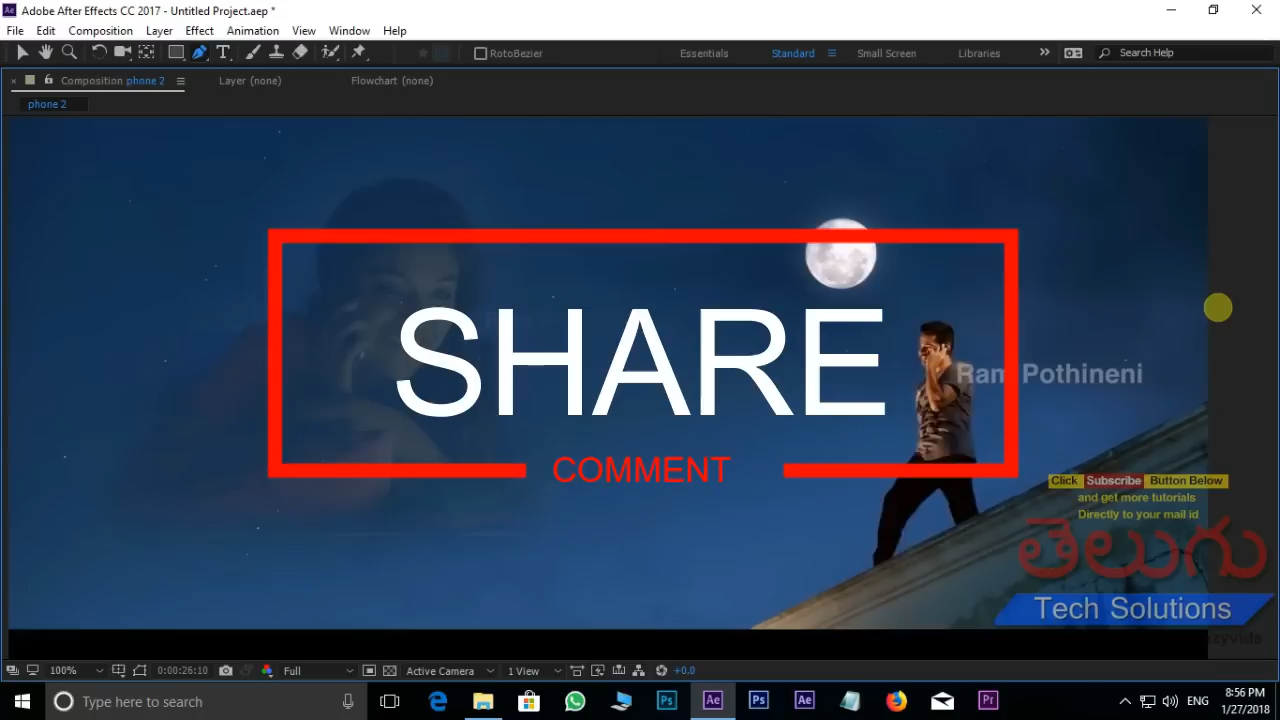 Adobe After Effects CC 2017 - Untitled Project.aep *
File Edit Composition Layer Effect Animation View Window Help
RotoBezier Essentials Standard Small Screen Libraries Search Help
Composition phone 2 Layer (none) Flowchart (none)
phone 2
SHARE
Ram Pothineni
COMMENT
Click Subscribe Button Below
and get more tutorials
Directly to your mail id
తెలుగు
Tech Solutions
100% 0:00:26:10 Full Active Camera 1 View +0.0
Type here to search
ENG
8:56 PM
1/27/2018